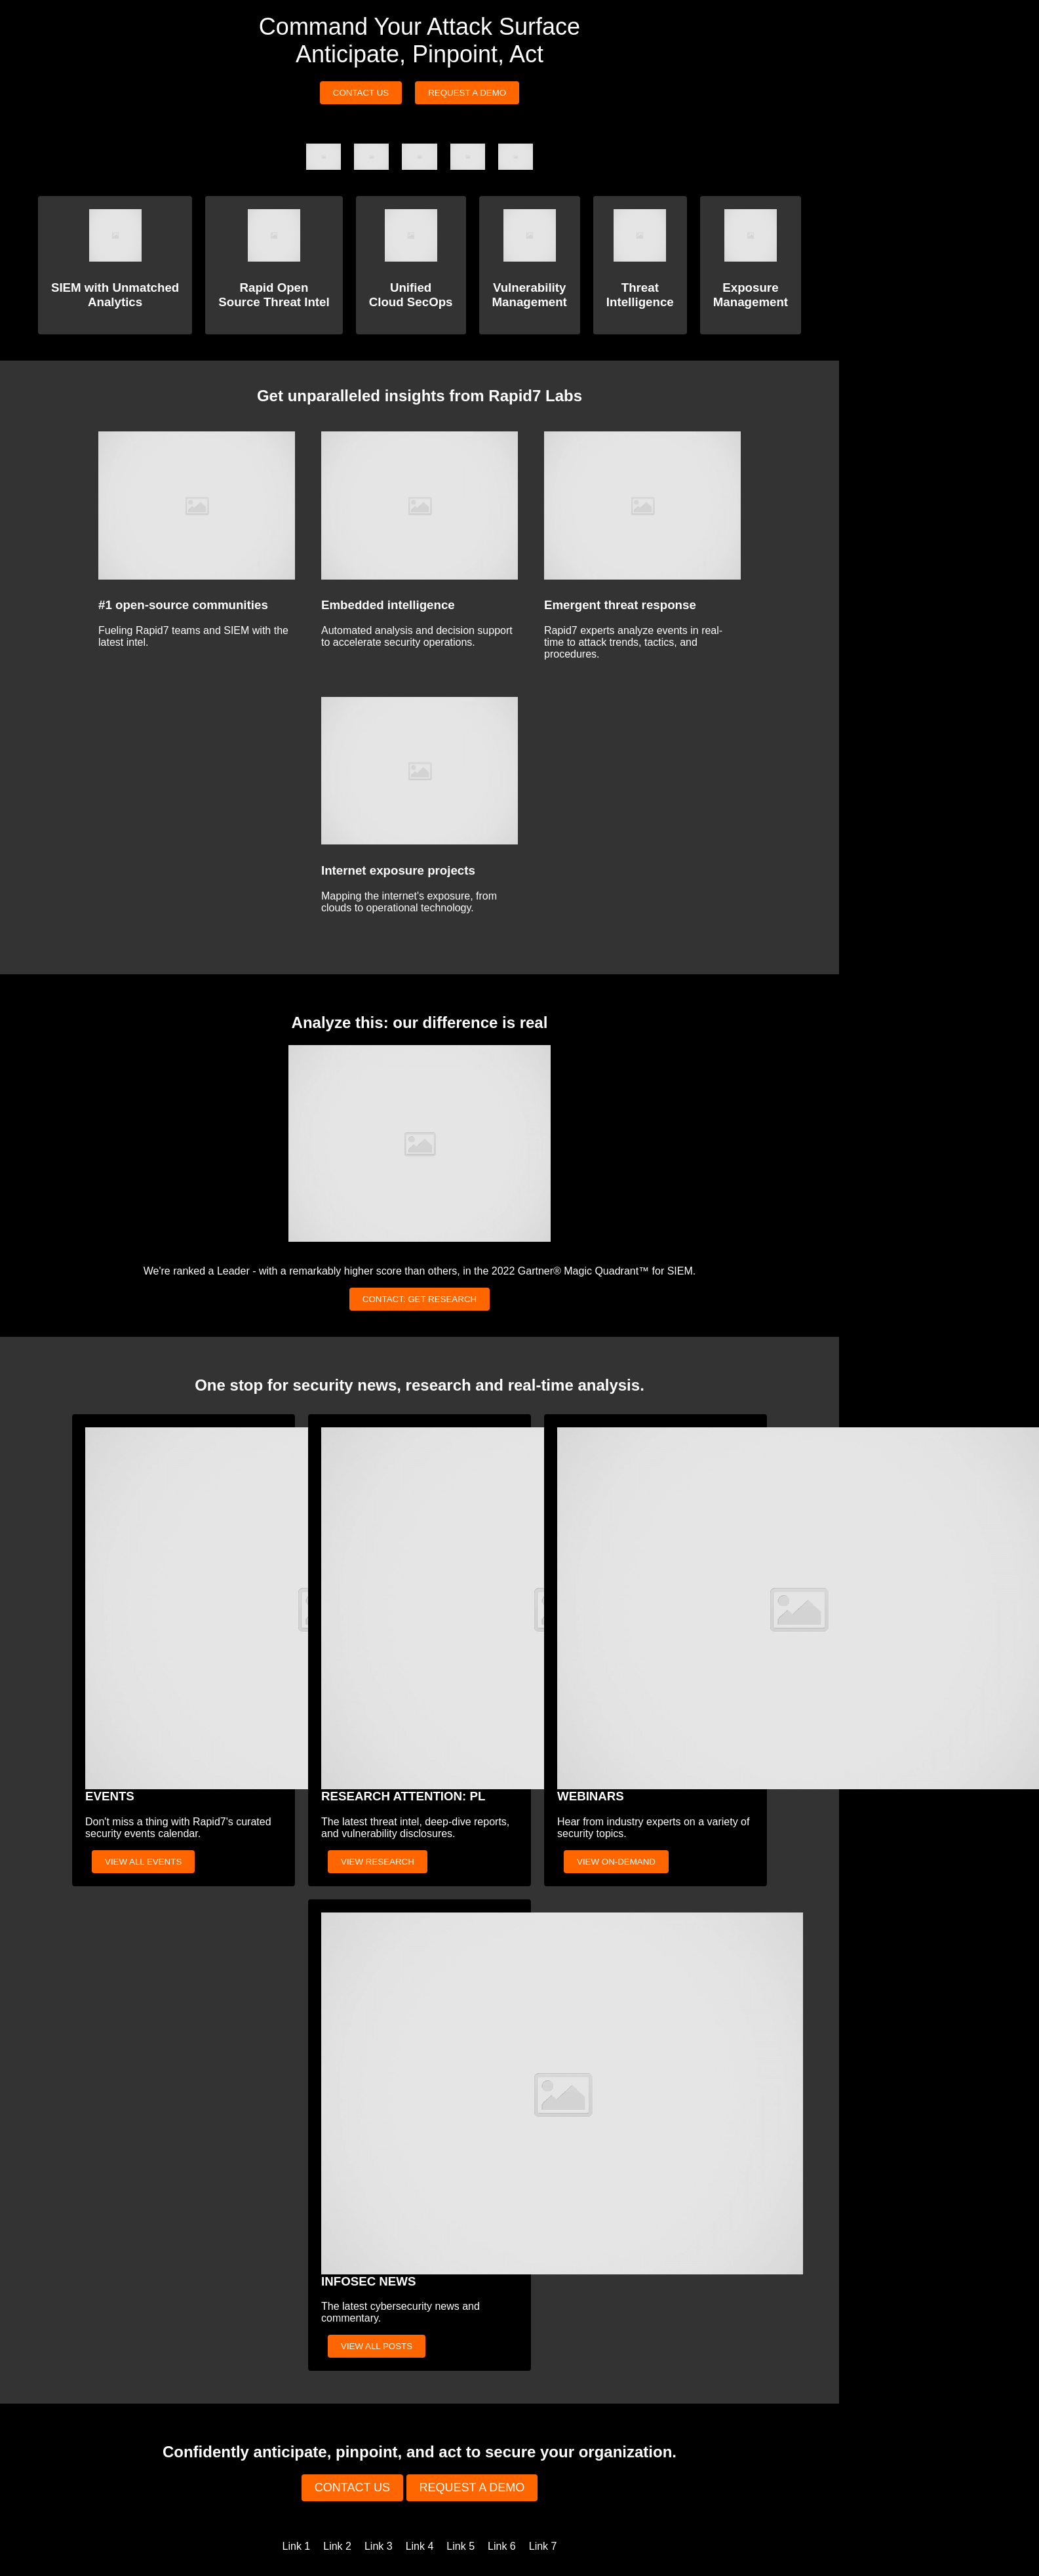 Command Your Attack Surface
Anticipate, Pinpoint, Act
CONTACT US
REQUEST A DEMO
SIEM with Unmatched
Analytics
Rapid Open
Source Threat Intel
Unified
Cloud SecOps
Vulnerability
Management
Threat
Intelligence
Exposure
Management
Get unparalleled insights from Rapid7 Labs
#1 open-source communities
Fueling Rapid7 teams and SIEM with the
latest intel.
Embedded intelligence
Automated analysis and decision support
to accelerate security operations.
Emergent threat response
Rapid7 experts analyze events in real-
time to attack trends, tactics, and
procedures.
Internet exposure projects
Mapping the internet's exposure, from
clouds to operational technology.
Analyze this: our difference is real
We're ranked a Leader - with a remarkably higher score than others, in the 2022 Gartner® Magic Quadrant™ for SIEM.
CONTACT: GET RESEARCH
One stop for security news, research and real-time analysis.
EVENTS
Don't miss a thing with Rapid7's curated
security events calendar.
VIEW ALL EVENTS
RESEARCH ATTENTION: PL
The latest threat intel, deep-dive reports,
and vulnerability disclosures.
VIEW RESEARCH
WEBINARS
Hear from industry experts on a variety of
security topics.
VIEW ON-DEMAND
INFOSEC NEWS
The latest cybersecurity news and
commentary.
VIEW ALL POSTS
Confidently anticipate, pinpoint, and act to secure your organization.
CONTACT US
REQUEST A DEMO
Link 1 Link 2 Link 3 Link 4 Link 5 Link 6 Link 7